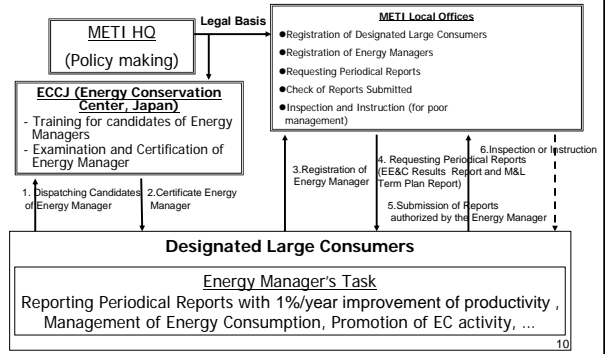 METI HQ
(Policy making)
Legal Basis
METI Local Offices
●Registration of Designated Large Consumers
●Registration of Energy Managers
●Requesting Periodical Reports
●Check of Reports Submitted
●Inspection and Instruction (for poor
management)
ECCJ (Energy Conservation
Center, Japan)
- Training for candidates of Energy
Managers
- Examination and Certification of
Energy Manager
1. Dispatching Candidates
of Energy Manager
2.Certificate Energy
Manager
3.Registration of
Energy Manager
4. Requesting Periodical Reports
(EE&C Results Report and M&L
Term Plan Report)
5.Submission of Reports
authorized by the Energy Manager
6.Inspection or Instruction
Designated Large Consumers
Energy Manager's Task
Reporting Periodical Reports with 1%/year improvement of productivity ,
Management of Energy Consumption, Promotion of EC activity, ...
10